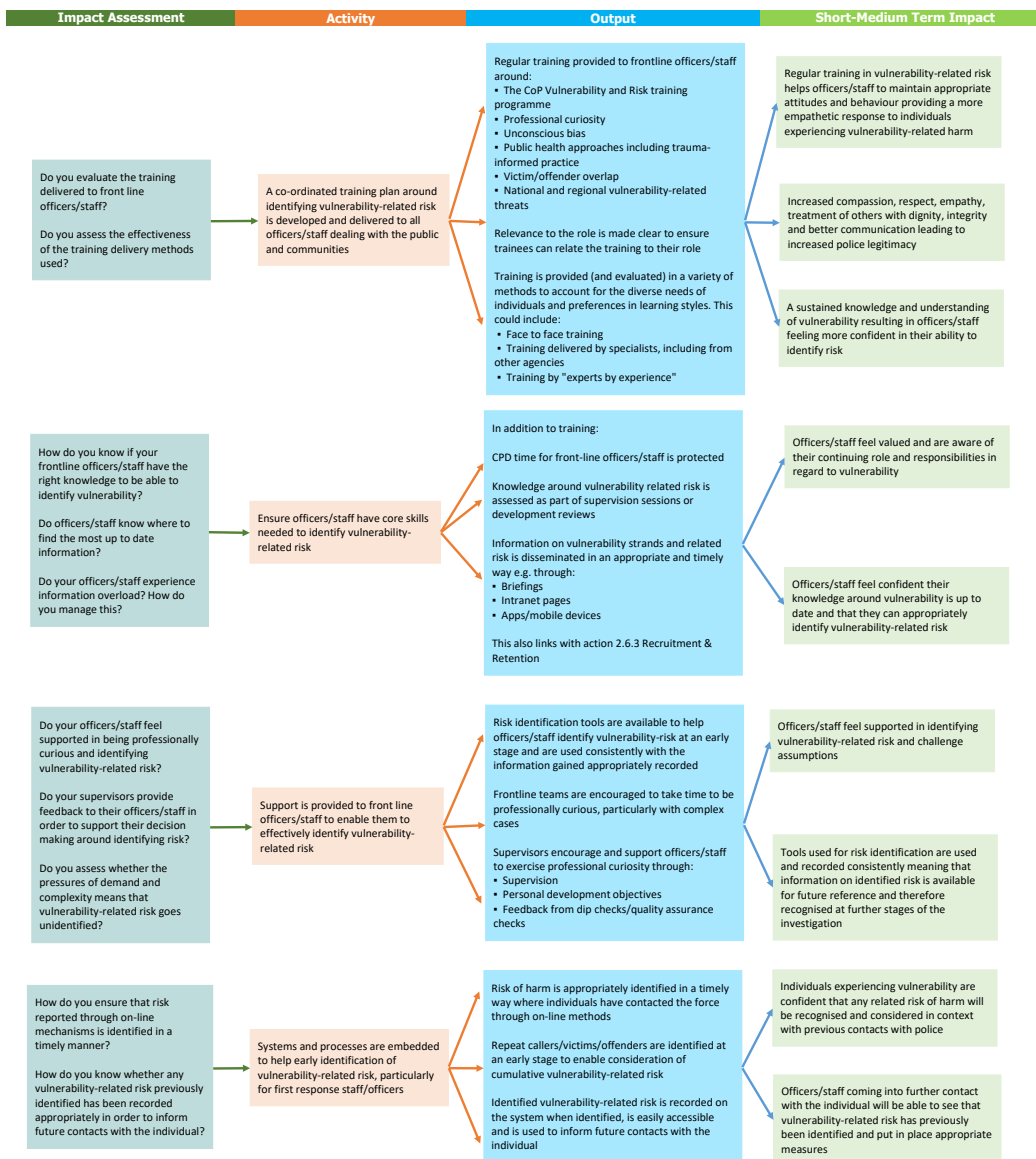 Impact Assessment
Activity
Output
Short-Medium Term Impact
Do you evaluate the training
delivered to front line
officers/staff?
Do you assess the effectiveness
of the training delivery methods
used?
A co-ordinated training plan around
identifying vulnerability-related risk
is developed and delivered to all
officers/staff dealing with the public
and communities
Regular training provided to frontline officers/staff
around:
▪ The CoP Vulnerability and Risk training
programme
▪ Professional curiosity
▪ Unconscious bias
▪ Public health approaches including trauma-
informed practice
▪ Victim/offender overlap
▪ National and regional vulnerability-related
threats
Relevance to the role is made clear to ensure
trainees can relate the training to their role
Training is provided (and evaluated) in a variety of
methods to account for the diverse needs of
individuals and preferences in learning styles. This
could include:
▪ Face to face training
▪ Training delivered by specialists, including from
other agencies
▪ Training by "experts by experience"
Regular training in vulnerability-related risk
helps officers/staff to maintain appropriate
attitudes and behaviour providing a more
empathetic response to individuals
experiencing vulnerability-related harm
Increased compassion, respect, empathy,
treatment of others with dignity, integrity
and better communication leading to
increased police legitimacy
A sustained knowledge and understanding
of vulnerability resulting in officers/staff
feeling more confident in their ability to
identify risk
How do you know if your
frontline officers/staff have the
right knowledge to be able to
identify vulnerability?
Do officers/staff know where to
find the most up to date
information?
Do your officers/staff experience
information overload? How do
you manage this?
Ensure officers/staff have core skills
needed to identify vulnerability-
related risk
In addition to training:
CPD time for front-line officers/staff is protected
Knowledge around vulnerability related risk is
assessed as part of supervision sessions or
development reviews
Information on vulnerability strands and related
risk is disseminated in an appropriate and timely
way e.g. through:
▪ Briefings
▪ Intranet pages
▪ Apps/mobile devices
This also links with action 2.6.3 Recruitment &
Retention
Officers/staff feel valued and are aware of
their continuing role and responsibilities in
regard to vulnerability
Officers/staff feel confident their
knowledge around vulnerability is up to
date and that they can appropriately
identify vulnerability-related risk
Do your officers/staff feel
supported in being professionally
curious and identifying
vulnerability-related risk?
Do your supervisors provide
feedback to their officers/staff in
order to support their decision
making around identifying risk?
Do you assess whether the
pressures of demand and
complexity means that
vulnerability-related risk goes
unidentified?
Support is provided to front line
officers/staff to enable them to
effectively identify vulnerability-
related risk
Risk identification tools are available to help
officers/staff identify vulnerability-risk at an early
stage and are used consistently with the
information gained appropriately recorded
Frontline teams are encouraged to take time to be
professionally curious, particularly with complex
cases
Supervisors encourage and support officers/staff
to exercise professional curiosity through:
▪ Supervision
▪ Personal development objectives
▪ Feedback from dip checks/quality assurance
checks
Officers/staff feel supported in identifying
vulnerability-related risk and challenge
assumptions
Tools used for risk identification are used
and recorded consistently meaning that
information on identified risk is available
for future reference and therefore
recognised at further stages of the
investigation
How do you ensure that risk
reported through on-line
mechanisms is identified in a
timely manner?
How do you know whether any
vulnerability-related risk previously
identified has been recorded
appropriately in order to inform
future contacts with the individual?
Systems and processes are embedded
to help early identification of
vulnerability-related risk, particularly
for first response staff/officers
Risk of harm is appropriately identified in a timely
way where individuals have contacted the force
through on-line methods
Repeat callers/victims/offenders are identified at
an early stage to enable consideration of
cumulative vulnerability-related risk
Identified vulnerability-related risk is recorded on
the system when identified, is easily accessible
and is used to inform future contacts with the
individual
Individuals experiencing vulnerability are
confident that any related risk of harm will
be recognised and considered in context
with previous contacts with police
Officers/staff coming into further contact
with the individual will be able to see that
vulnerability-related risk has previously
been identified and put in place appropriate
measures